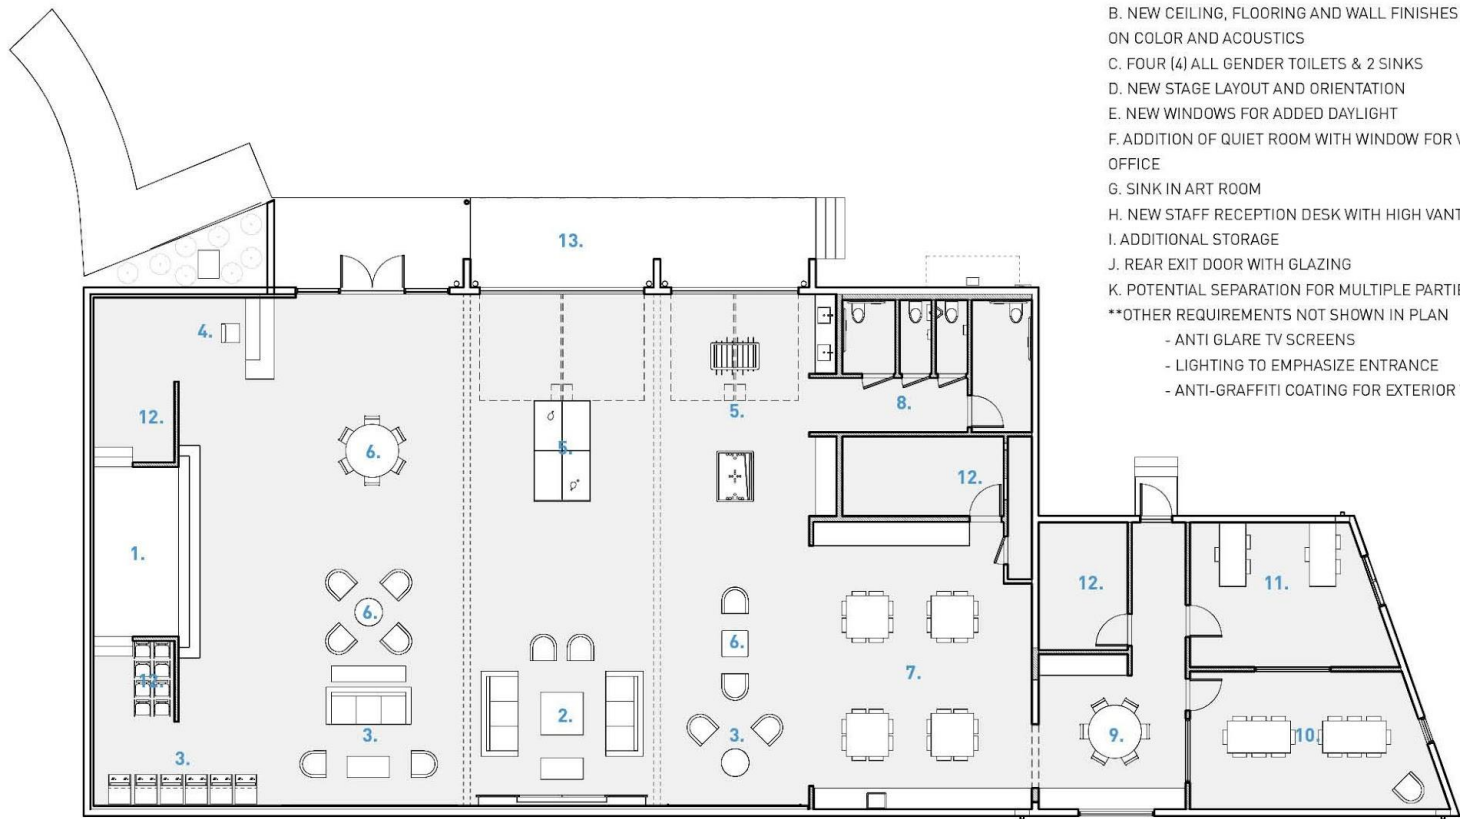 B. NEW CEILING, FLOORING AND WALL FINISHES
ON COLOR AND ACOUSTICS
C. FOUR (4) ALL GENDER TOILETS & 2 SINKS
D. NEW STAGE LAYOUT AND ORIENTATION
E. NEW WINDOWS FOR ADDED DAYLIGHT
F. ADDITION OF QUIET ROOM WITH WINDOW FOR
OFFICE
G. SINK IN ART ROOM
H. NEW STAFF RECEPTION DESK WITH HIGH VANT
I. ADDITIONAL STORAGE
J. REAR EXIT DOOR WITH GLAZING
K. POTENTIAL SEPARATION FOR MULTIPLE PARTIE
**OTHER REQUIREMENTS NOT SHOWN IN PLAN
- ANTI GLARE TV SCREENS
- LIGHTING TO EMPHASIZE ENTRANCE
- ANTI-GRAFFITI COATING FOR EXTERIOR
13.
4.
12.
6.
5.
5.
8.
12.
1.
6.
6.
7.
12.
11.
3.
3.
2.
3.
9.
10.